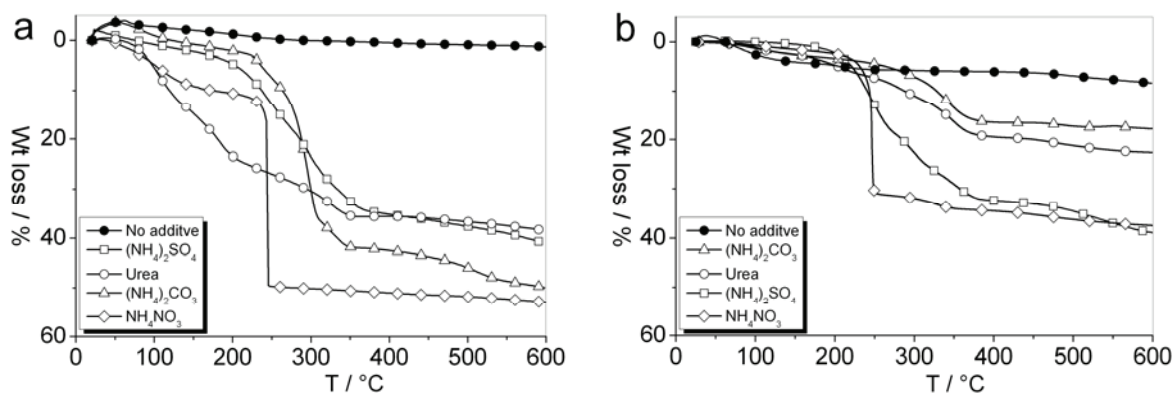 a
Wt loss / %
0
20
40
60
No additve
(NH₄)₂SO₄
Urea
(NH₄)₂CO₃
NH₄NO₃
0 100 200 300 400 500 600
T / °C
b
Wt loss / %
0
20
40
60
No additve
(NH₄)₂CO₃
Urea
(NH₄)₂SO₄
NH₄NO₃
0 100 200 300 400 500 600
T / °C